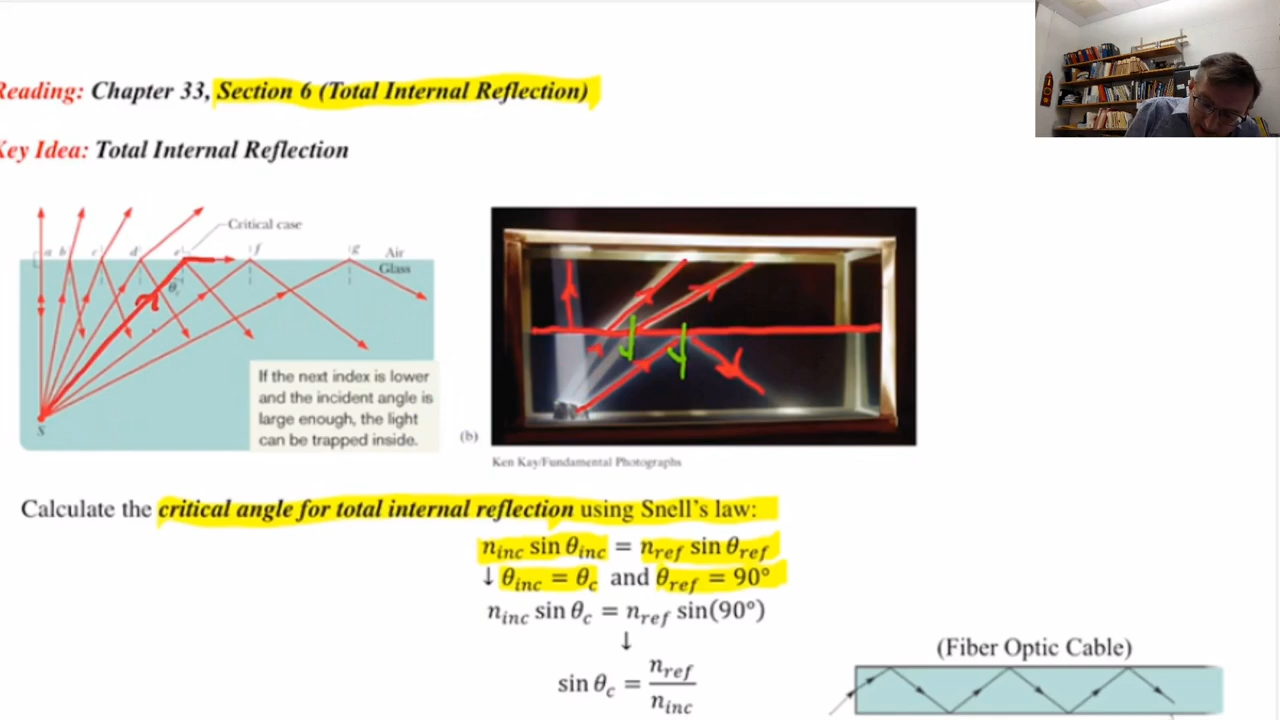 Reading: Chapter 33, Section 6 (Total Internal Reflection)
Key Idea: Total Internal Reflection
Critical case
a b c d e f g Air
Glass
θc
If the next index is lower
and the incident angle is
large enough, the light
can be trapped inside.
S
(b)
Ken Kay/Fundamental Photographs
Calculate the critical angle for total internal reflection using Snell's law:
n_inc sin θ_inc = n_ref sin θ_ref
↓ θ_inc = θ_c and θ_ref = 90°
n_inc sin θ_c = n_ref sin(90°)
↓
sin θ_c = n_ref / n_inc
(Fiber Optic Cable)